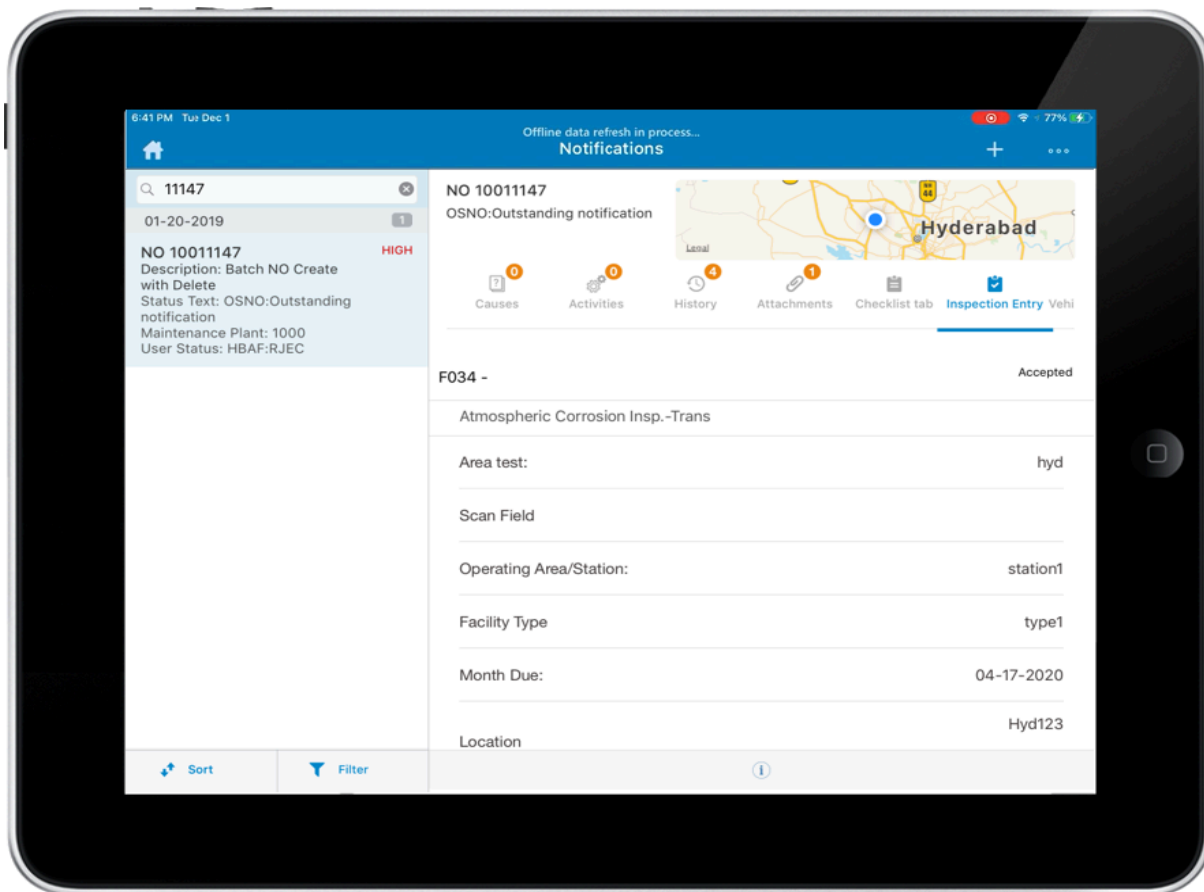 6:41 PM Tue Dec 1
77%
Offline data refresh in process...
Notifications
11147
01-20-2019
1
NO 10011147
HIGH
Description: Batch NO Create
with Delete
Status Text: OSNO:Outstanding
notification
Maintenance Plant: 1000
User Status: HBAF:RJEC
Sort
Filter
NO 10011147
OSNO:Outstanding notification
44
Hyderabad
Legal
0
0
4
1
Causes
Activities
History
Attachments
Checklist tab
Inspection Entry
Vehi
F034 -
Accepted
Atmospheric Corrosion Insp.-Trans
Area test:
hyd
Scan Field
Operating Area/Station:
station1
Facility Type
type1
Month Due:
04-17-2020
Location
Hyd123